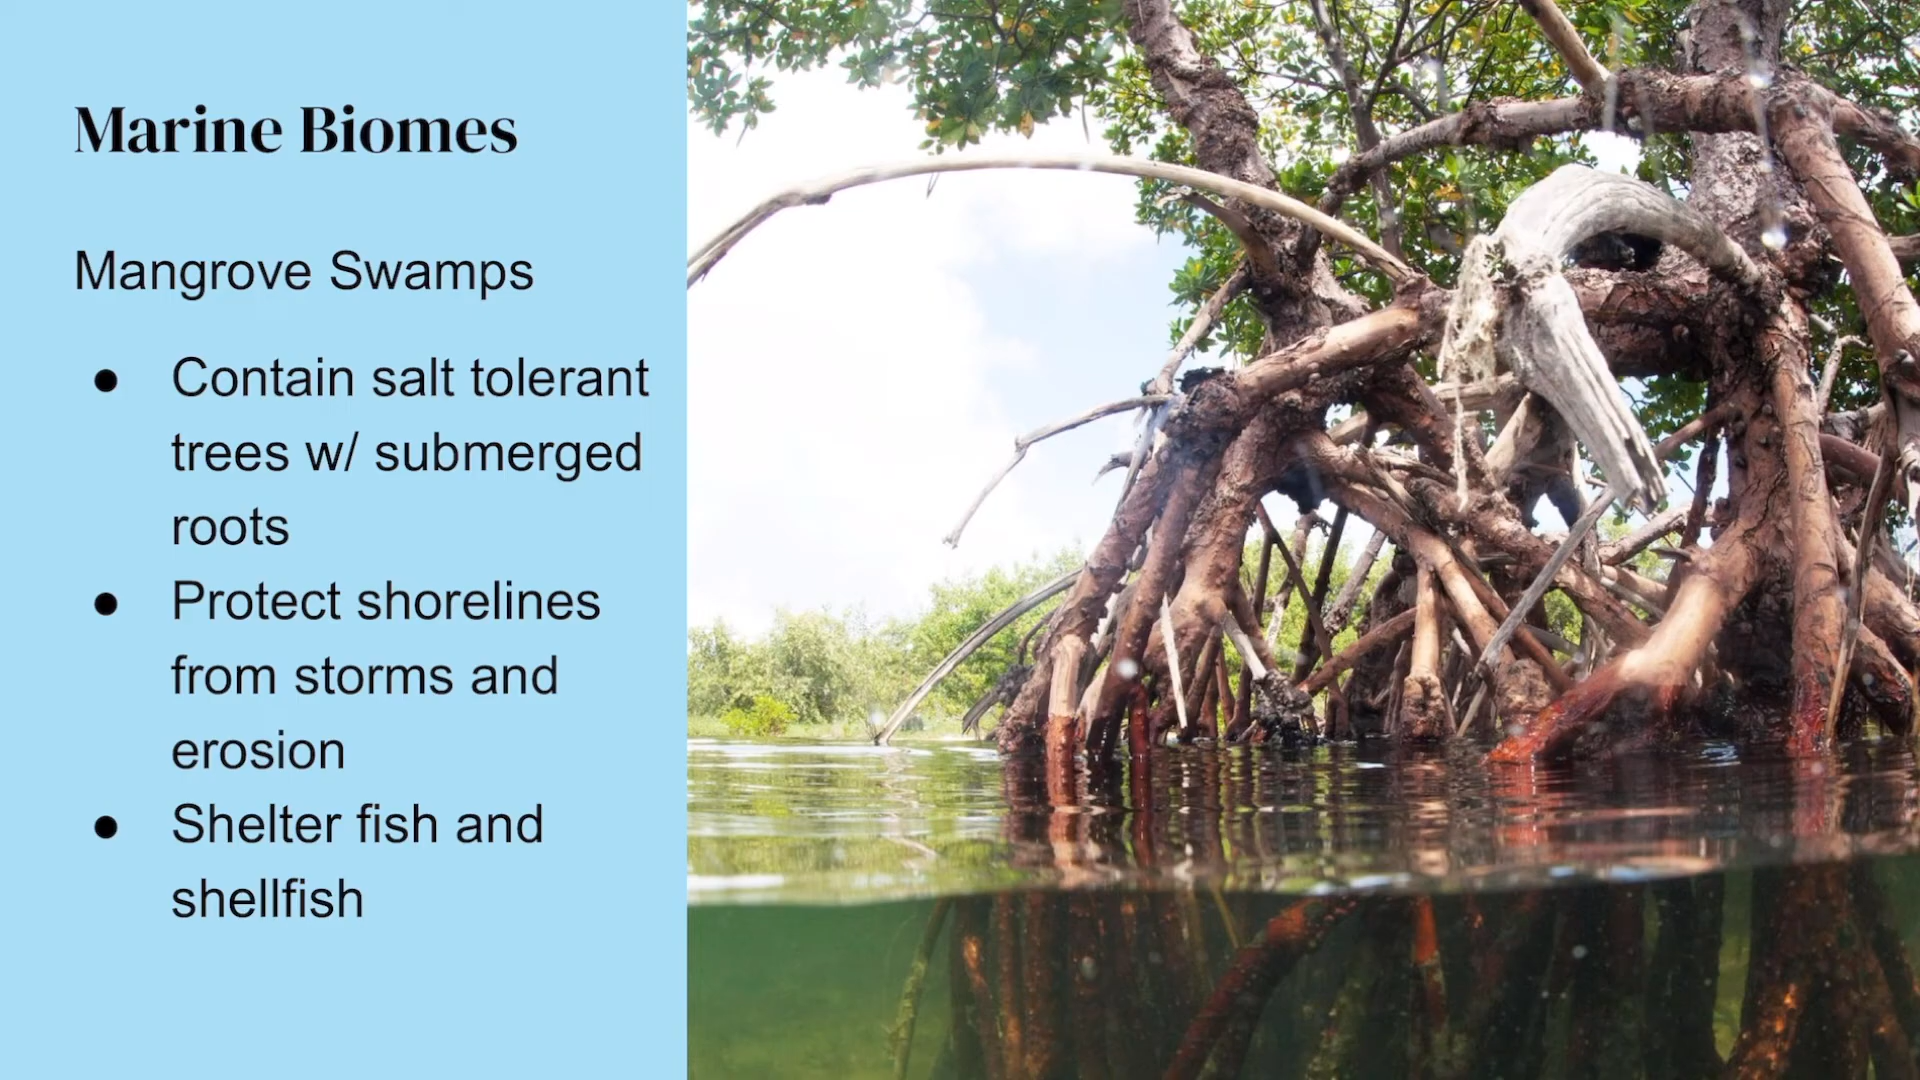 Marine Biomes
Mangrove Swamps
● Contain salt tolerant
trees w/ submerged
roots
● Protect shorelines
from storms and
erosion
● Shelter fish and
shellfish